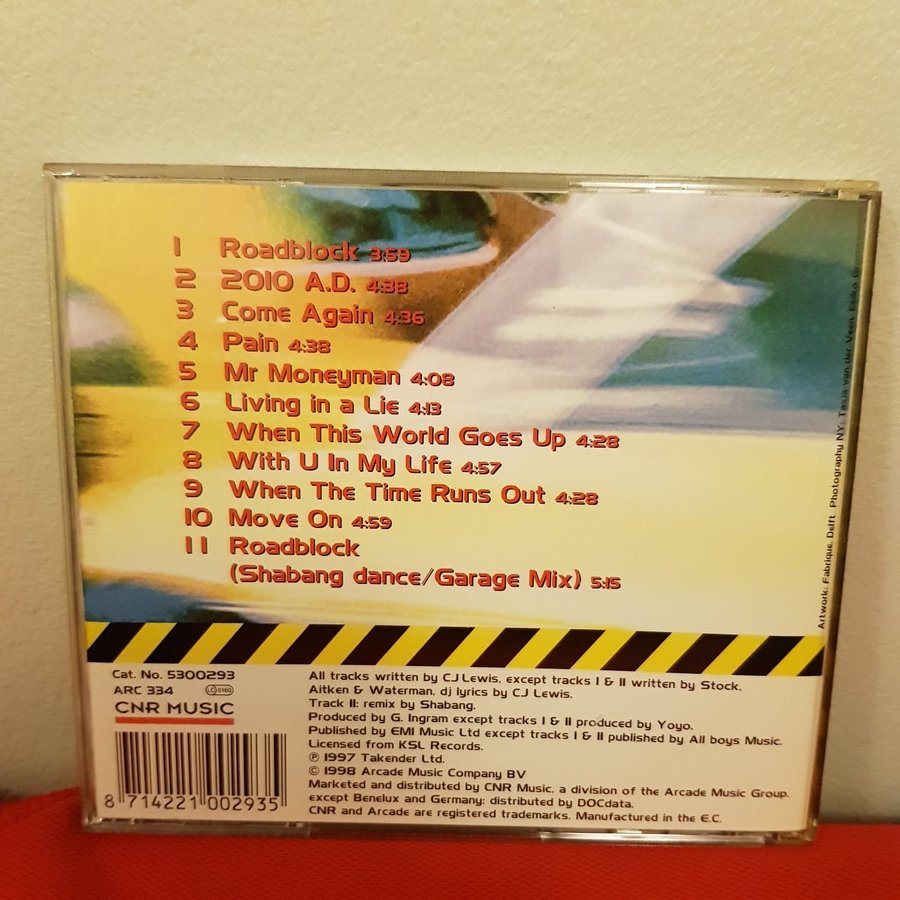 1 Roadblock 3:59
2 2010 A.D. 4:38
3 Come Again 4:36
4 Pain 4:38
5 Mr Moneyman 4:08
6 Living in a Lie 4:13
7 When This World Goes Up 4:28
8 With U In My Life 4:57
9 When The Time Runs Out 4:28
10 Move On 4:59
11 Roadblock
(Shabang dance/Garage Mix) 5:15
Artwork: Fabrique, Delft Photography NY: Tasja van der Veen,
Cat. No. 5300293
ARC 334 LC 0160
CNR MUSIC
8 714221 002935
All tracks written by CJ Lewis, except tracks 1 & 11 written by Stock,
Aitken & Waterman. dj lyrics by CJ Lewis.
Track 11: remix by Shabang.
Produced by G. Ingram except tracks 1 & 11 produced by Yoyo.
Published by EMI Music Ltd except tracks 1 & 11 published by All boys Music.
Licensed from KSL Records.
℗ 1997 Takender Ltd.
© 1998 Arcade Music Company BV
Marketed and distributed by CNR Music, a division of the Arcade Music Group,
except Benelux and Germany: distributed by DOCdata.
CNR and Arcade are registered trademarks. Manufactured in the E.C.